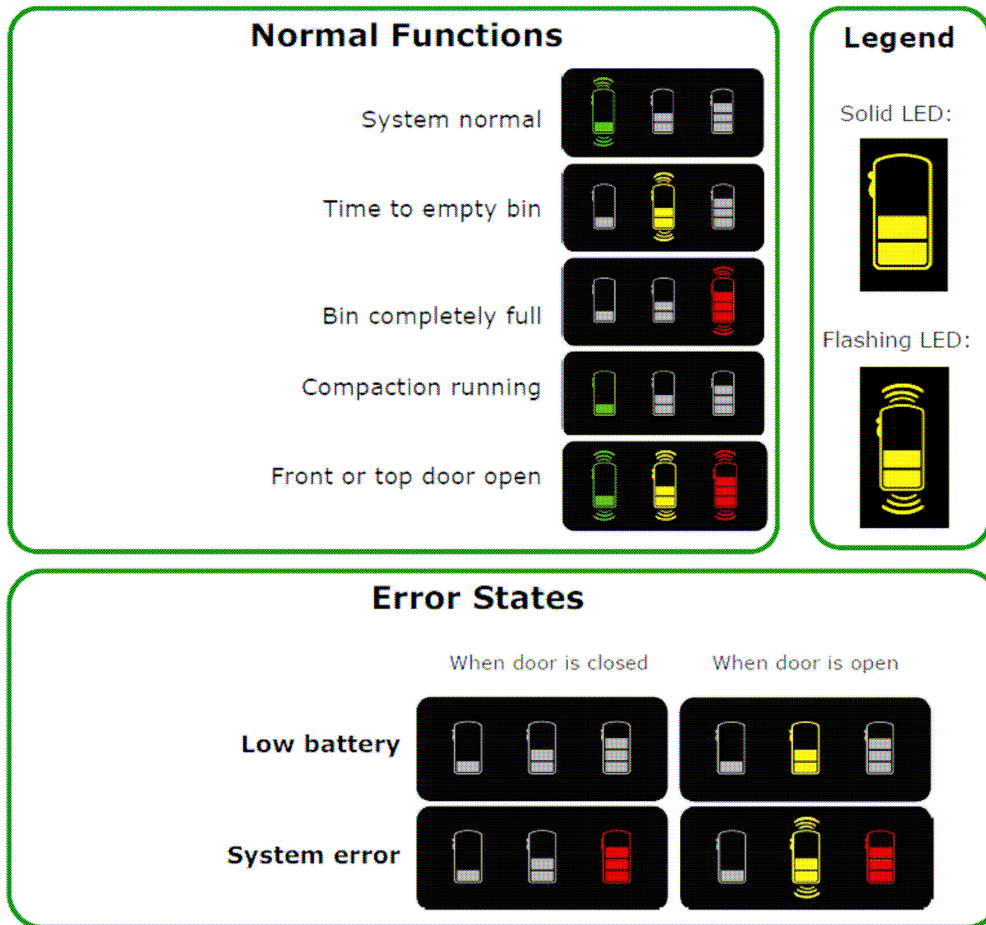 Normal Functions
System normal
Time to empty bin
Bin completely full
Compaction running
Front or top door open
Legend
Solid LED:
Flashing LED:
Error States
When door is closed
When door is open
Low battery
System error